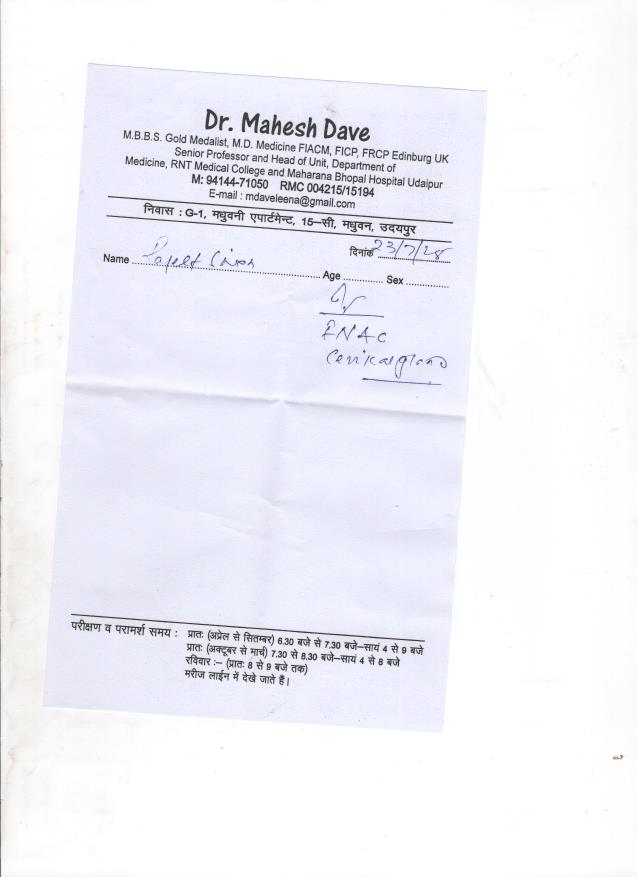 Dr. Mahesh Dave
M.B.B.S. Gold Medalist, M.D. Medicine FIACM, FICP, FRCP Edinburg UK
Senior Professor and Head of Unit, Department of
Medicine, RNT Medical College and Maharana Bhopal Hospital Udaipur
M: 94144-71050 RMC 004215/15194
E-mail : mdaveleena@gmail.com
निवास : G-1, मधुवनी एपार्टमेन्ट, 15–सी, मधुवन, उदयपुर
दिनांक 23/7/28
Name Age Sex
FNAC
Cervical gland
परीक्षण व परामर्श समय : प्रातः (अप्रेल से सितम्बर) 6.30 बजे से 7.30 बजे–सायं 4 से 9 बजे
प्रातः (अक्टूबर से मार्च) 7.30 से 8.30 बजे–सायं 4 से 8 बजे
रविवार :– (प्रातः 8 से 9 बजे तक)
मरीज लाईन में देखे जाते हैं।